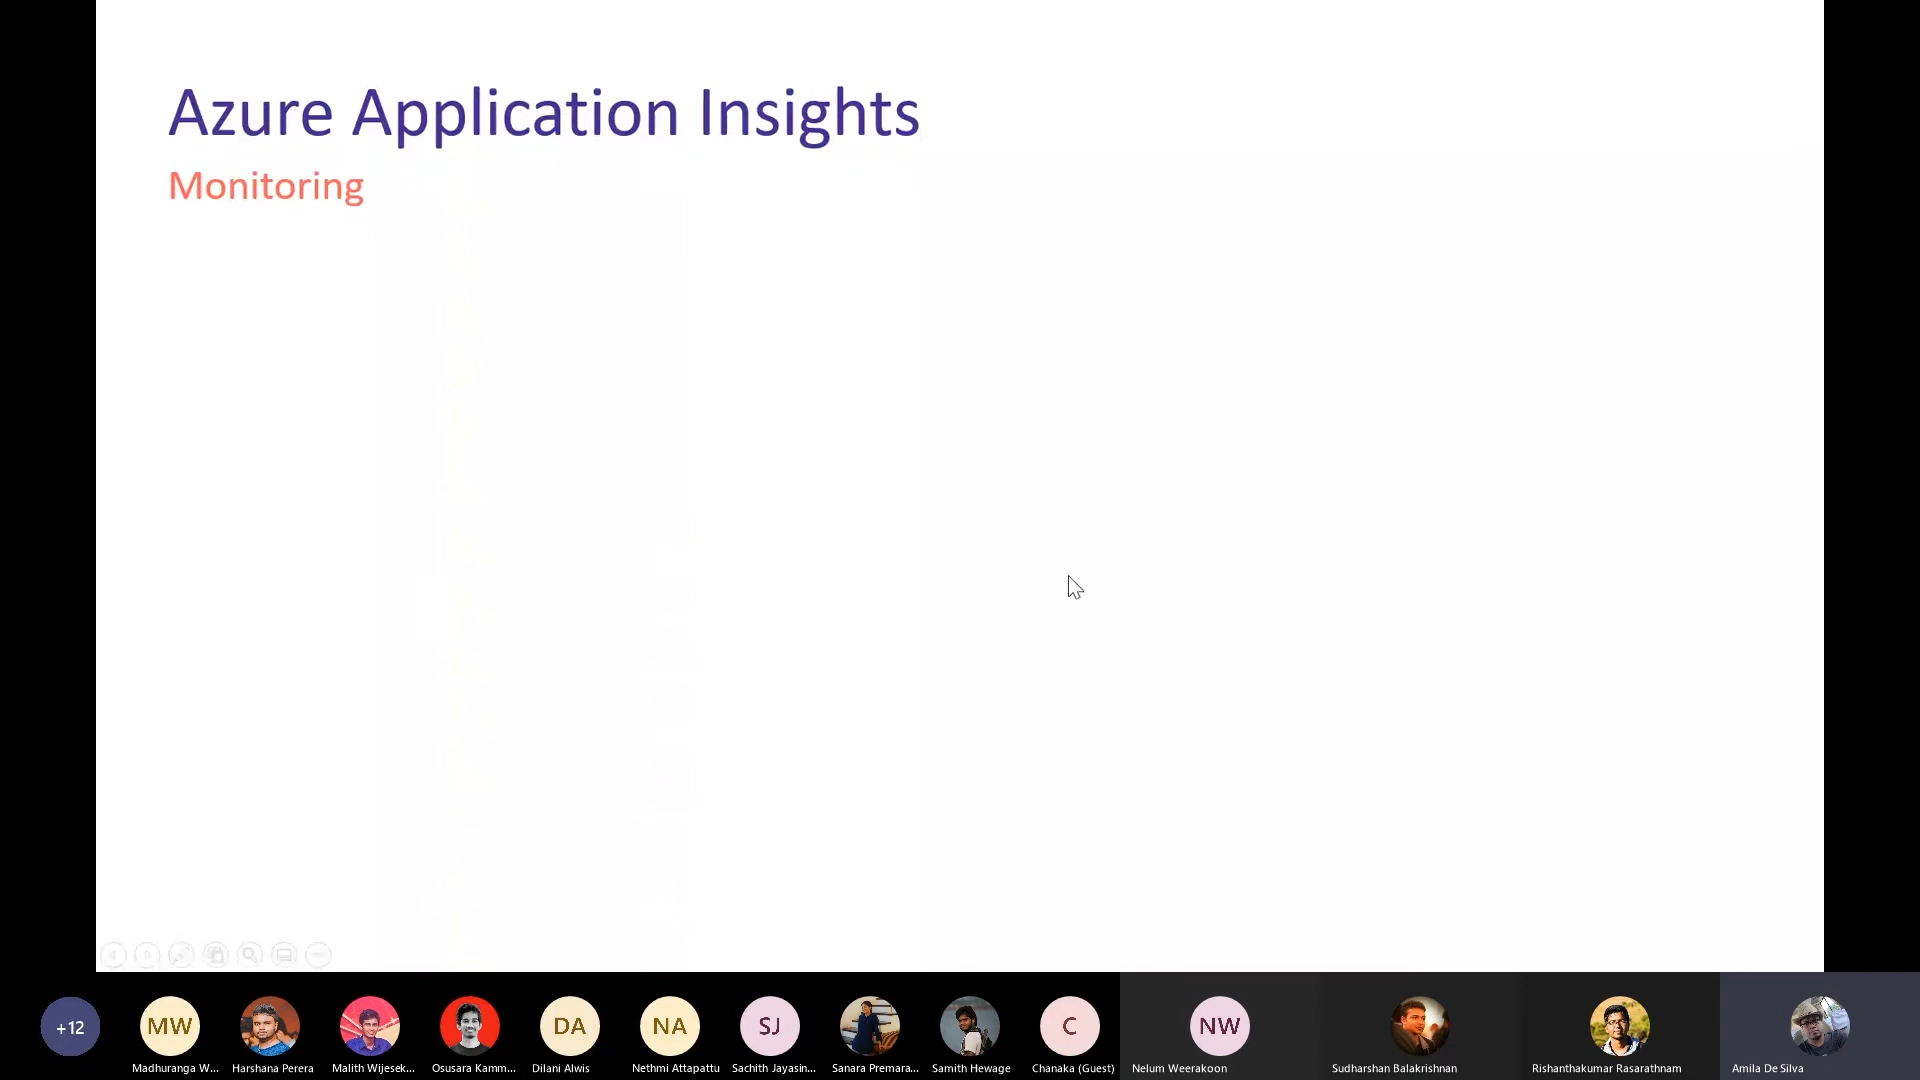 Azure Application Insights
Monitoring
+12
MW
DA
NA
SJ
C
NW
Madhuranga W...
Harshana Perera
Malith Wijesek...
Osusara Kamm...
Dilani Alwis
Nethmi Attapattu
Sachith Jayasin...
Sanara Premara...
Samith Hewage
Chanaka (Guest)
Nelum Weerakoon
Sudharshan Balakrishnan
Rishanthakumar Rasarathnam
Amila De Silva